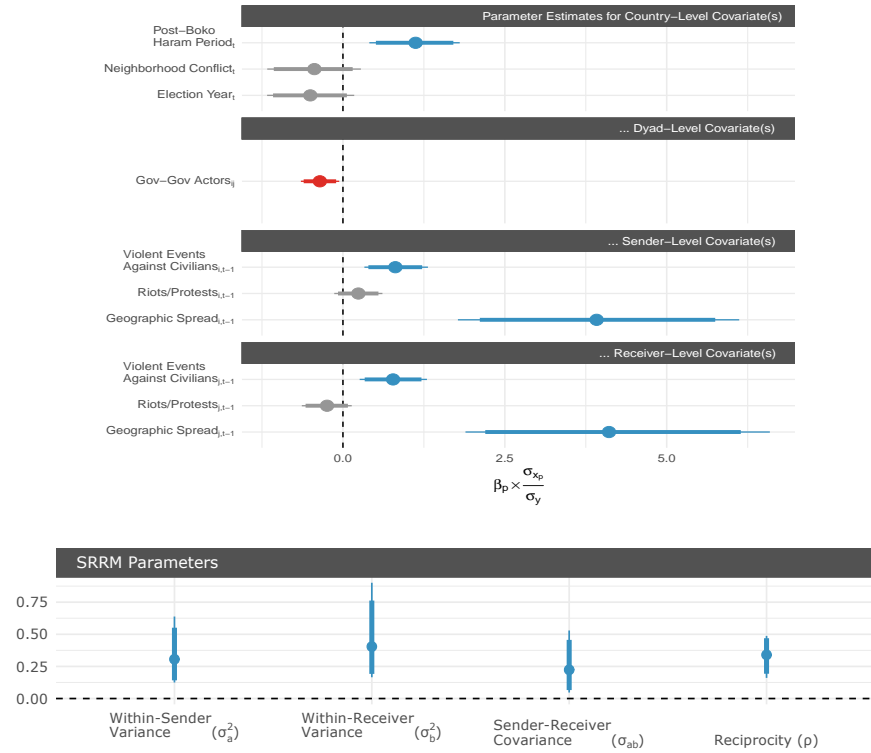 Parameter Estimates for Country−Level Covariate(s)
Post−Boko
Haram Periodt
Neighborhood Conflictt
Election Yeart
... Dyad−Level Covariate(s)
Gov−Gov Actorsij
... Sender−Level Covariate(s)
Violent Events
Against Civiliansi,t−1
Riots/Protestsi,t−1
Geographic Spreadi,t−1
... Receiver−Level Covariate(s)
Violent Events
Against Civiliansj,t−1
Riots/Protestsj,t−1
Geographic Spreadj,t−1
0.0 2.5 5.0
βp × σxp / σy
SRRM Parameters
0.75
0.50
0.25
0.00
Within-Sender
Variance (σa²)
Within-Receiver
Variance (σb²)
Sender-Receiver
Covariance (σab)
Reciprocity (ρ)